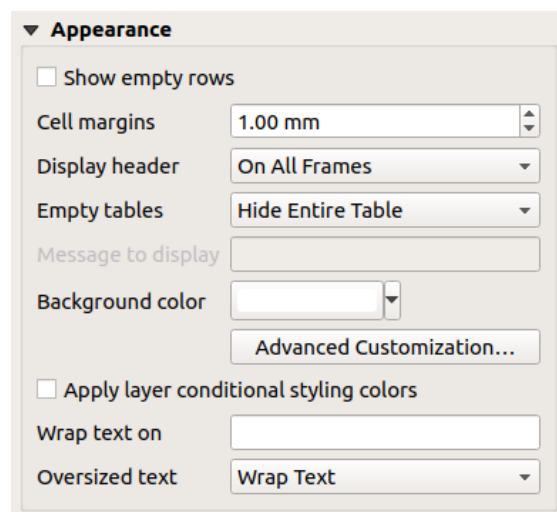 Appearance
Show empty rows
Cell margins 1.00 mm
Display header On All Frames
Empty tables Hide Entire Table
Message to display
Background color
Advanced Customization...
Apply layer conditional styling colors
Wrap text on
Oversized text Wrap Text